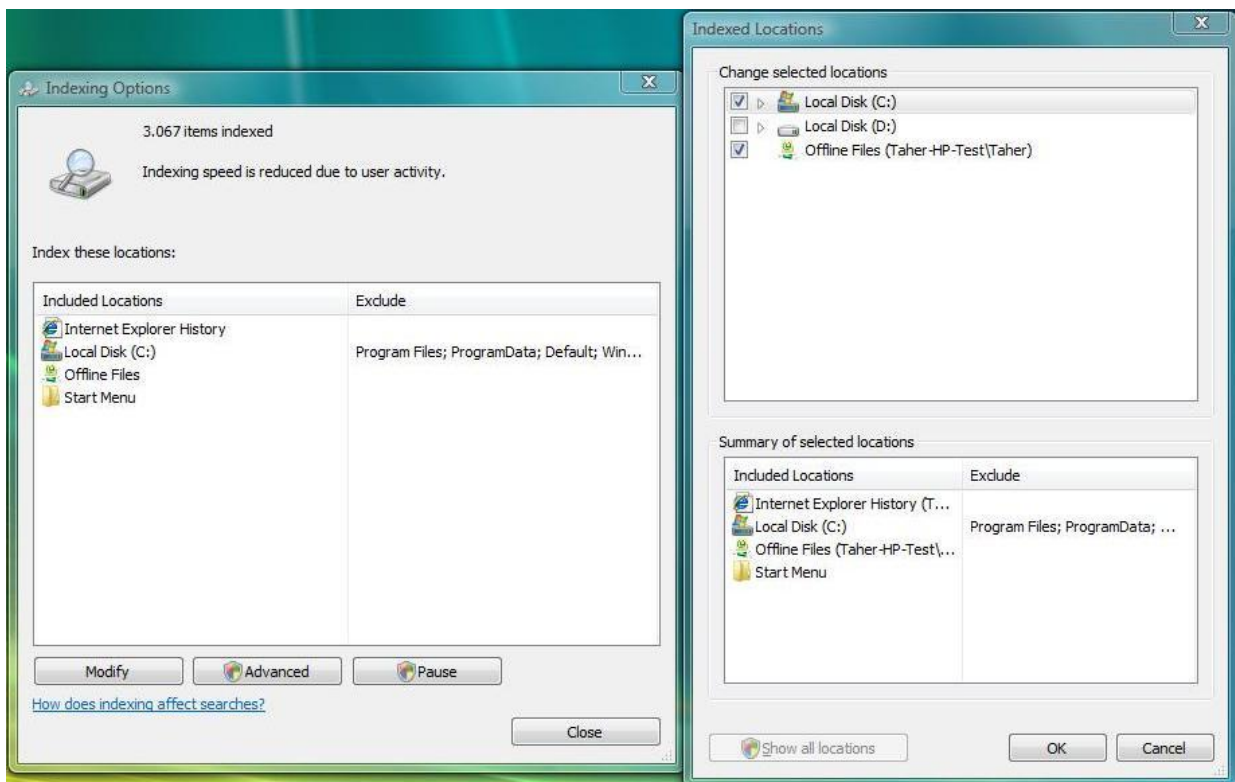 Indexing Options
3.067 items indexed
Indexing speed is reduced due to user activity.
Index these locations:
Included Locations Exclude
Internet Explorer History
Local Disk (C:) Program Files; ProgramData; Default; Win...
Offline Files
Start Menu
Modify Advanced Pause
How does indexing affect searches?
Close
Indexed Locations
Change selected locations
Local Disk (C:)
Local Disk (D:)
Offline Files (Taher-HP-Test\Taher)
Summary of selected locations
Included Locations Exclude
Internet Explorer History (T...
Local Disk (C:) Program Files; ProgramData; ...
Offline Files (Taher-HP-Test\...
Start Menu
Show all locations OK Cancel